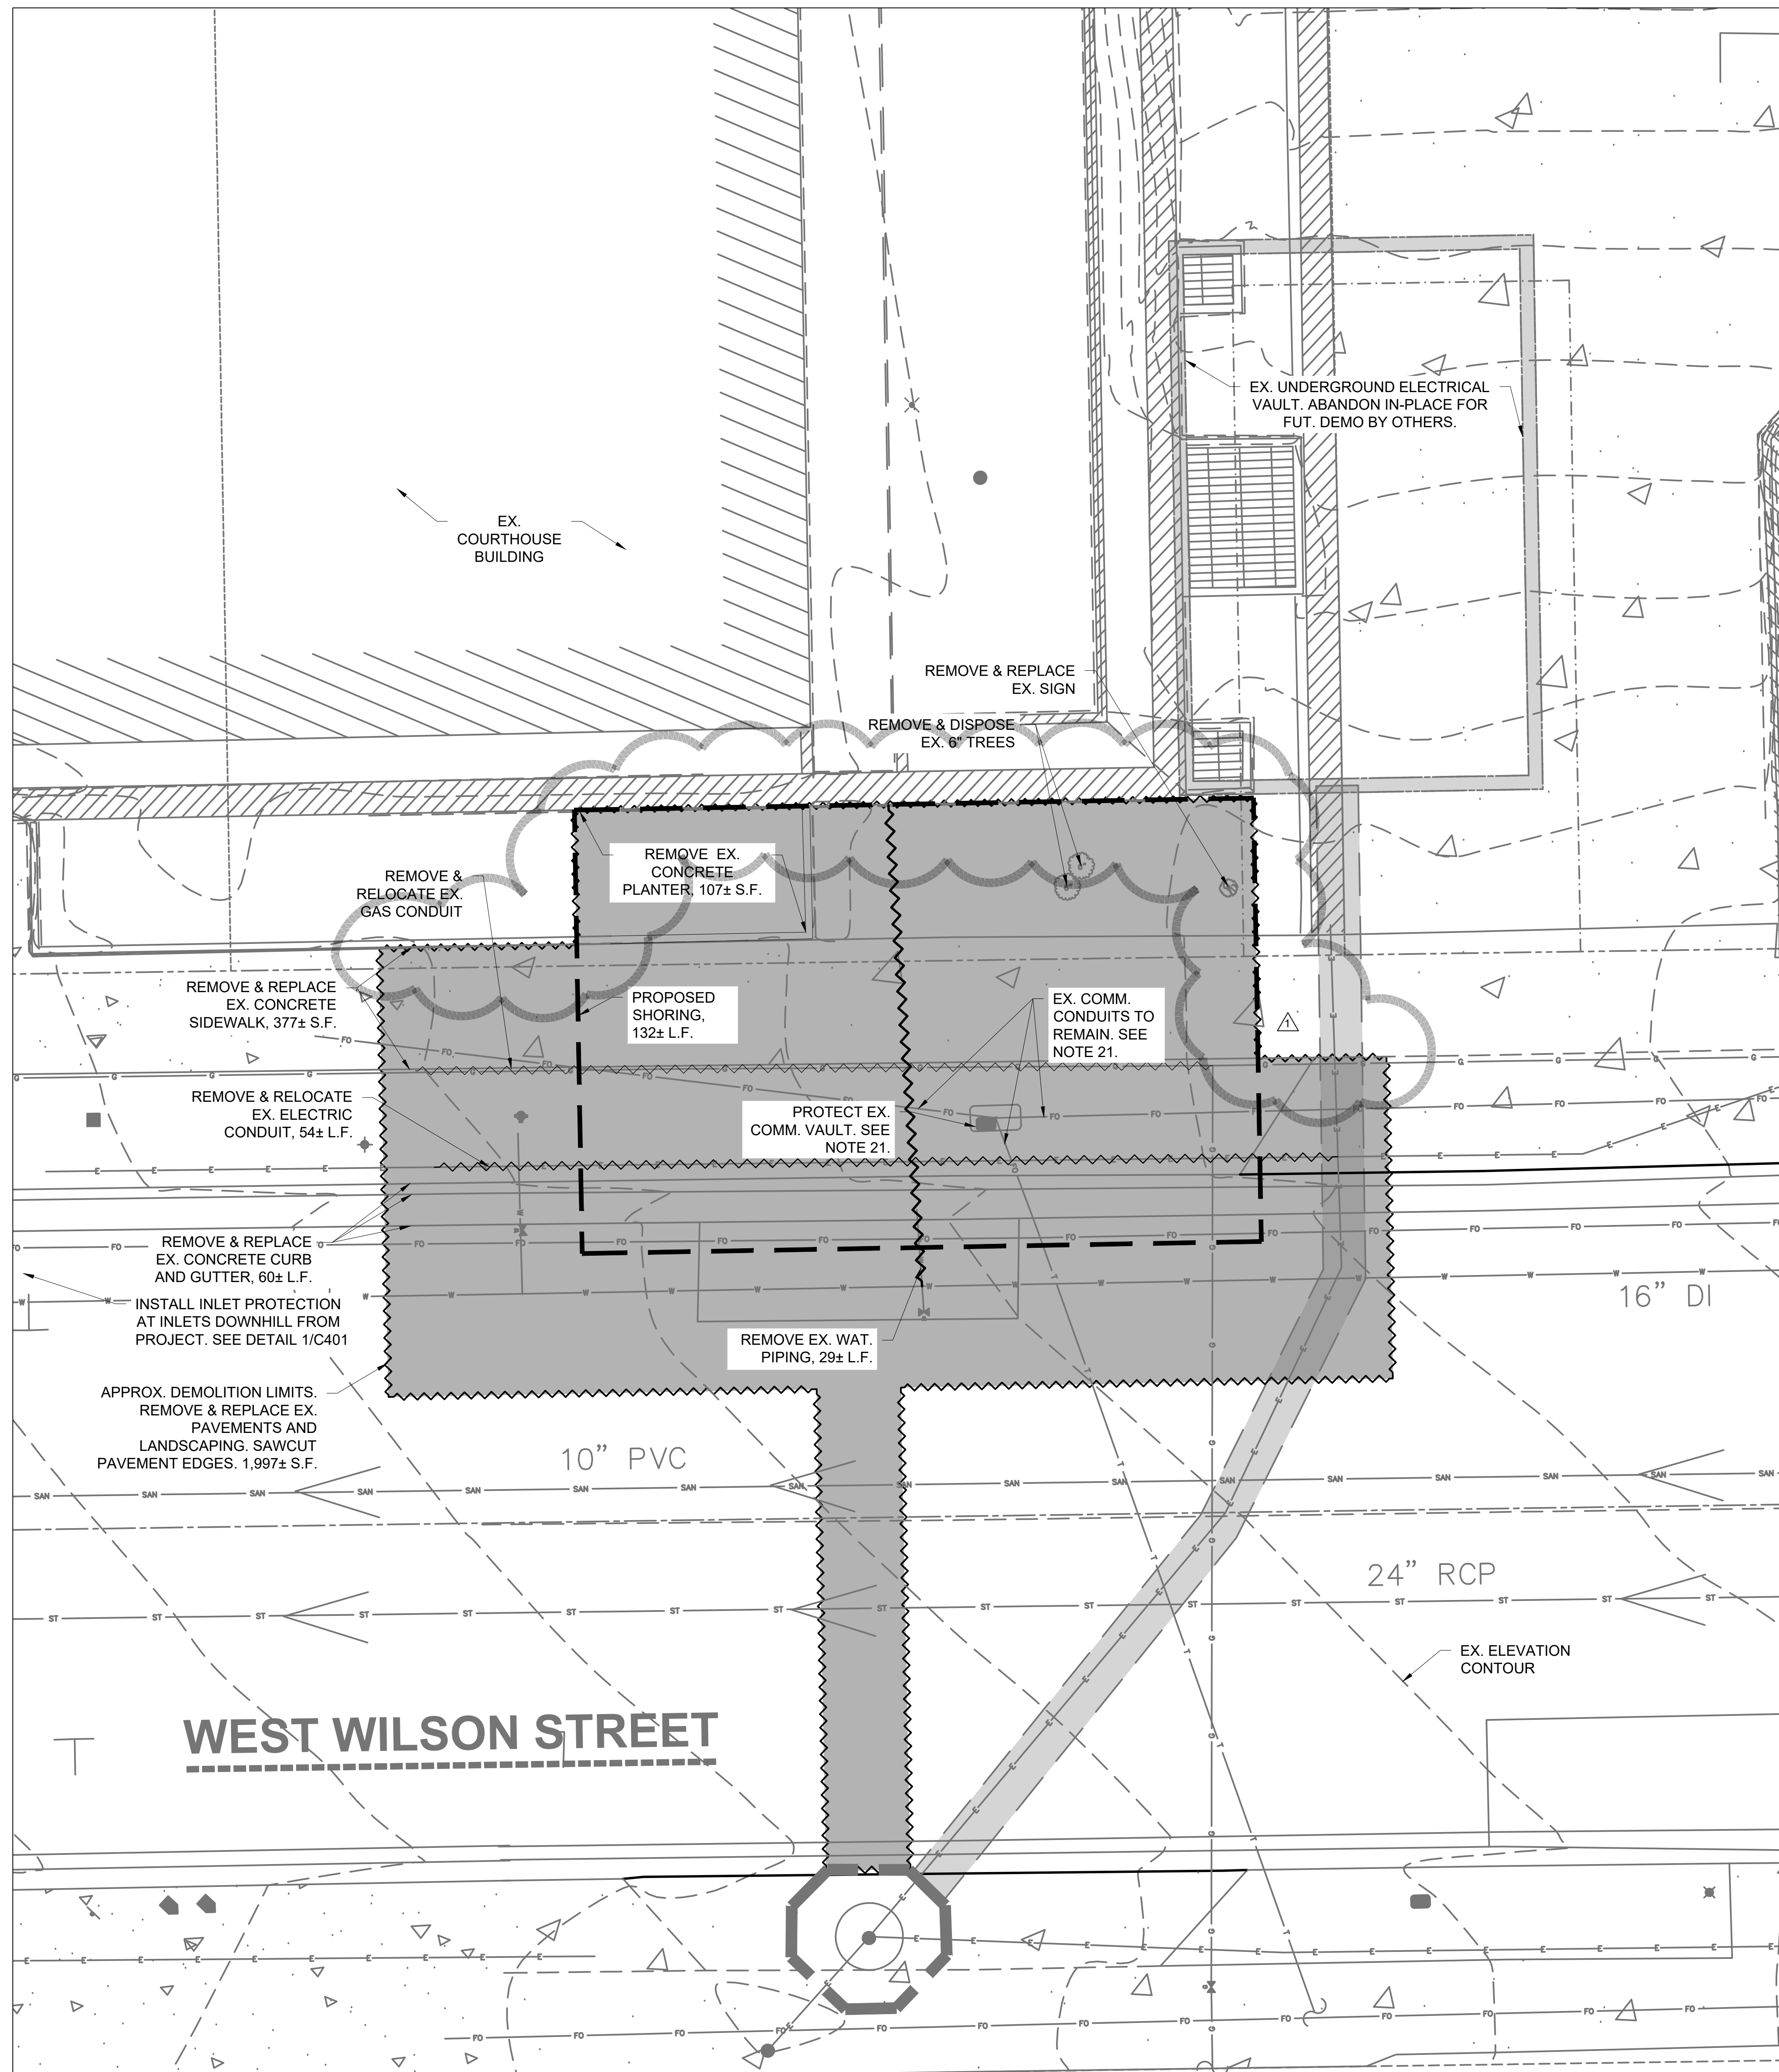 EX. UNDERGROUND ELECTRICAL
VAULT. ABANDON IN-PLACE FOR
FUT. DEMO BY OTHERS.
EX.
COURTHOUSE
BUILDING
REMOVE & REPLACE
EX. SIGN
REMOVE & DISPOSE
EX. 6" TREES
REMOVE EX.
CONCRETE
PLANTER, 107± S.F.
REMOVE &
RELOCATE EX.
GAS CONDUIT
REMOVE & REPLACE
EX. CONCRETE
SIDEWALK, 377± S.F.
PROPOSED
SHORING,
132± L.F.
EX. COMM.
CONDUITS TO
REMAIN. SEE
NOTE 21.
1
REMOVE & RELOCATE
EX. ELECTRIC
CONDUIT, 54± L.F.
PROTECT EX.
COMM. VAULT. SEE
NOTE 21.
REMOVE & REPLACE
EX. CONCRETE CURB
AND GUTTER, 60± L.F.
INSTALL INLET PROTECTION
AT INLETS DOWNHILL FROM
PROJECT. SEE DETAIL 1/C401
16" DI
REMOVE EX. WAT.
PIPING, 29± L.F.
APPROX. DEMOLITION LIMITS.
REMOVE & REPLACE EX.
PAVEMENTS AND
LANDSCAPING. SAWCUT
PAVEMENT EDGES. 1,997± S.F.
10" PVC
24" RCP
EX. ELEVATION
CONTOUR
WEST WILSON STREET